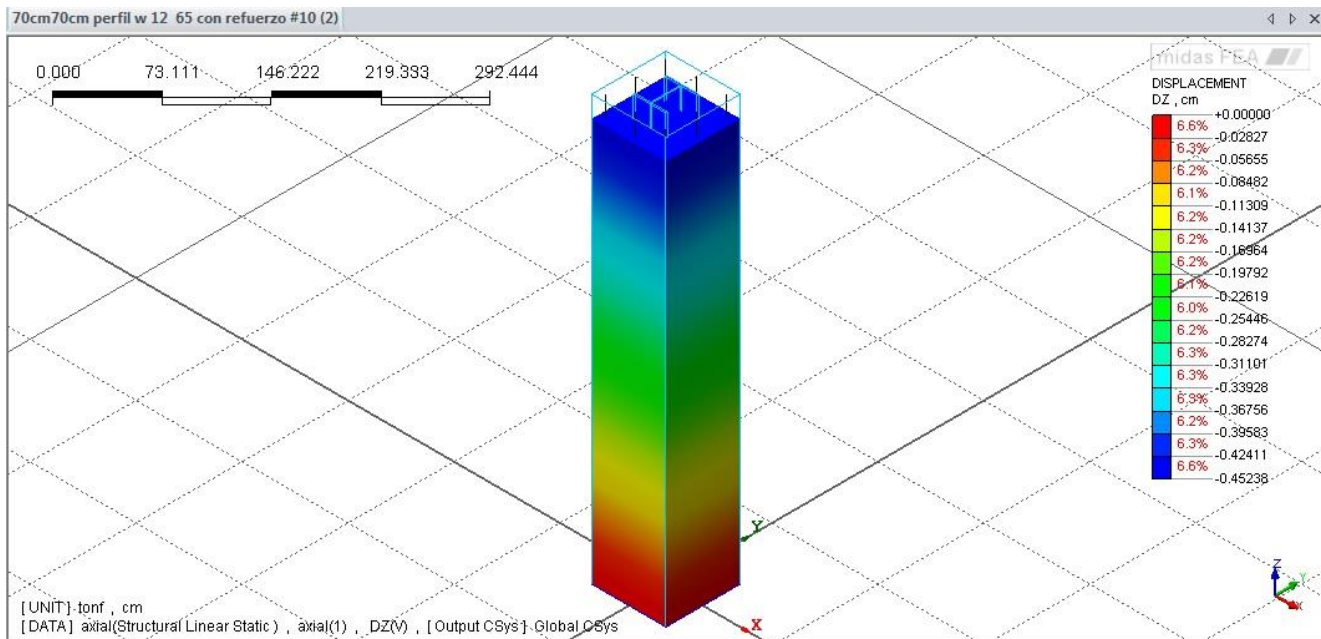 70cm70cm perfil w 12 65 con refuerzo #10 (2)
0.000 73.111 146.222 219.333 292.444
midas FEA
DISPLACEMENT
DZ , cm
+0.00000
6.6%
-0.02827
6.3%
-0.05655
6.2%
-0.08482
6.1%
-0.11309
6.2%
-0.14137
6.2%
-0.16964
6.2%
-0.19792
6.1%
-0.22619
6.0%
-0.25446
6.2%
-0.28274
6.3%
-0.31101
6.3%
-0.33928
6.3%
-0.36756
6.2%
-0.39583
6.3%
-0.42411
6.6%
-0.45238
Y
X
Z
Y
X
[UNIT] tonf , cm
[DATA] axial(Structural Linear Static ) , axial(1) , DZ(V) , [Output CSys] Global CSys